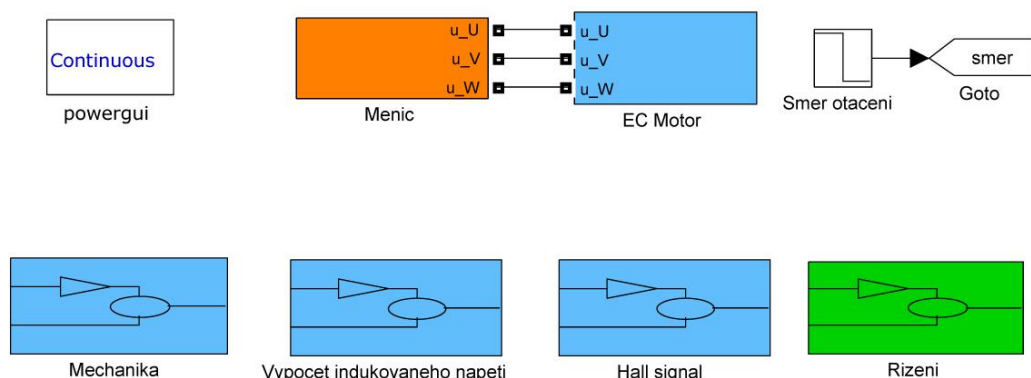 Continuous
powergui
u_U
u_V
u_W
Menic
u_U
u_V
u_W
EC Motor
Smer otaceni
smer
Goto
Mechanika
Vypocet indukovaneho napeti
Hall signal
Rizeni